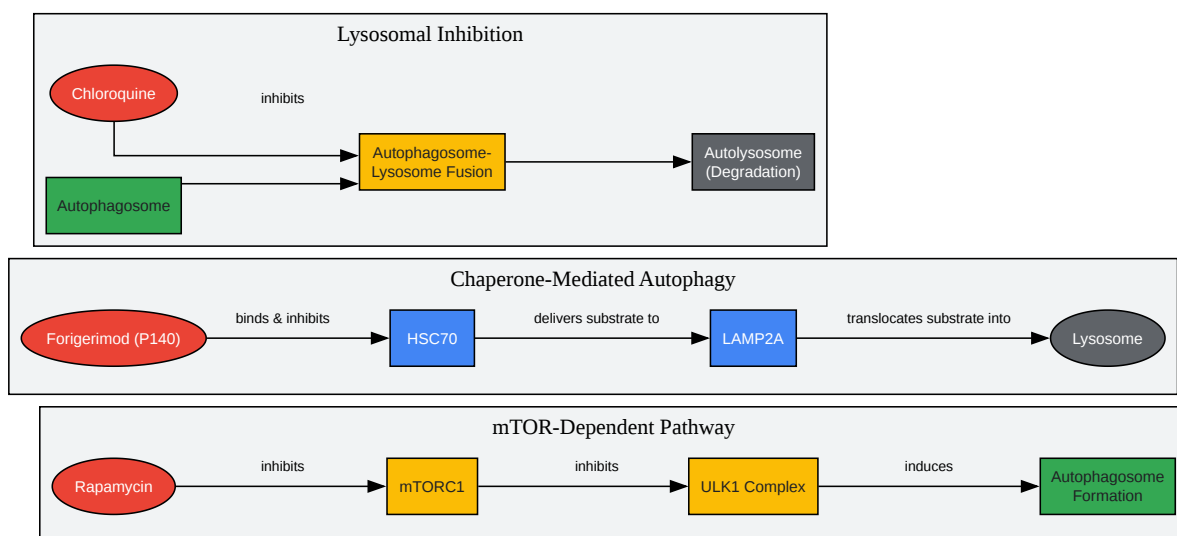 Lysosomal Inhibition
Chloroquine
inhibits
Autophagosome-
Lysosome Fusion
Autolysosome
(Degradation)
Autophagosome
Chaperone-Mediated Autophagy
Forigerimod (P140)
binds & inhibits
HSC70
delivers substrate to
LAMP2A
translocates substrate into
Lysosome
mTOR-Dependent Pathway
Rapamycin
inhibits
mTORC1
inhibits
ULK1 Complex
induces
Autophagosome
Formation